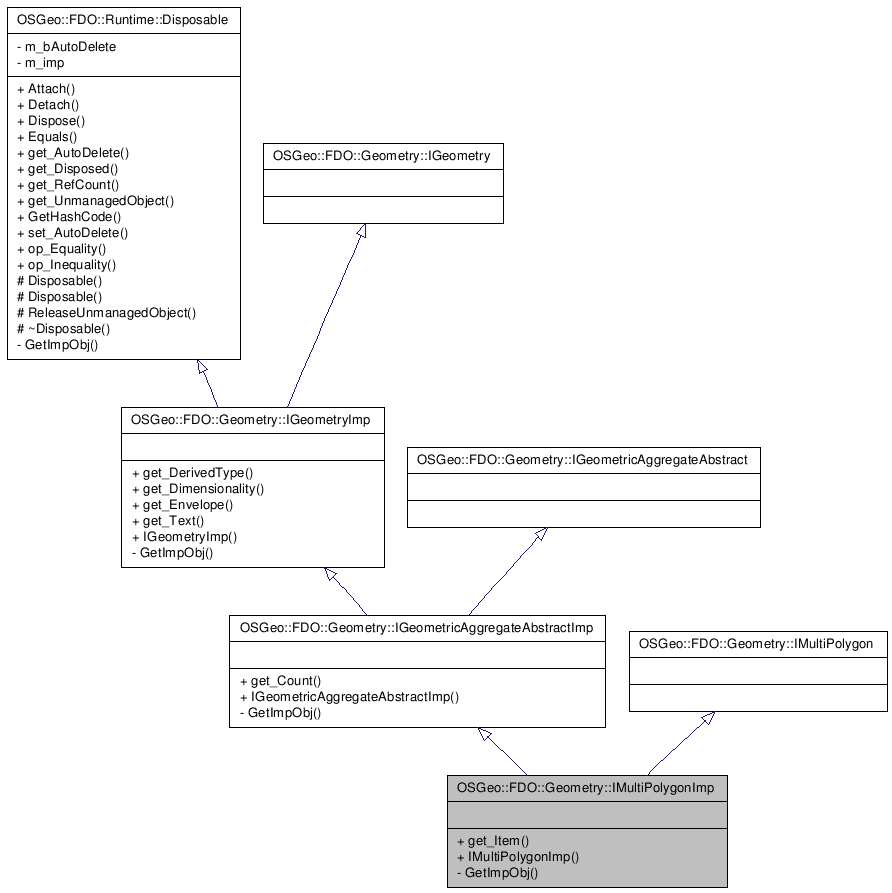 OSGeo::FDO::Runtime::Disposable
- m_bAutoDelete
- m_imp
+ Attach()
+ Detach()
+ Dispose()
+ Equals()
+ get_AutoDelete()
+ get_Disposed()
+ get_RefCount()
+ get_UnmanagedObject()
+ GetHashCode()
+ set_AutoDelete()
+ op_Equality()
+ op_Inequality()
# Disposable()
# Disposable()
# ReleaseUnmanagedObject()
# ~Disposable()
- GetImpObj()
OSGeo::FDO::Geometry::IGeometry
OSGeo::FDO::Geometry::IGeometryImp
+ get_DerivedType()
+ get_Dimensionality()
+ get_Envelope()
+ get_Text()
+ IGeometryImp()
- GetImpObj()
OSGeo::FDO::Geometry::IGeometricAggregateAbstract
OSGeo::FDO::Geometry::IGeometricAggregateAbstractImp
+ get_Count()
+ IGeometricAggregateAbstractImp()
- GetImpObj()
OSGeo::FDO::Geometry::IMultiPolygon
OSGeo::FDO::Geometry::IMultiPolygonImp
+ get_Item()
+ IMultiPolygonImp()
- GetImpObj()